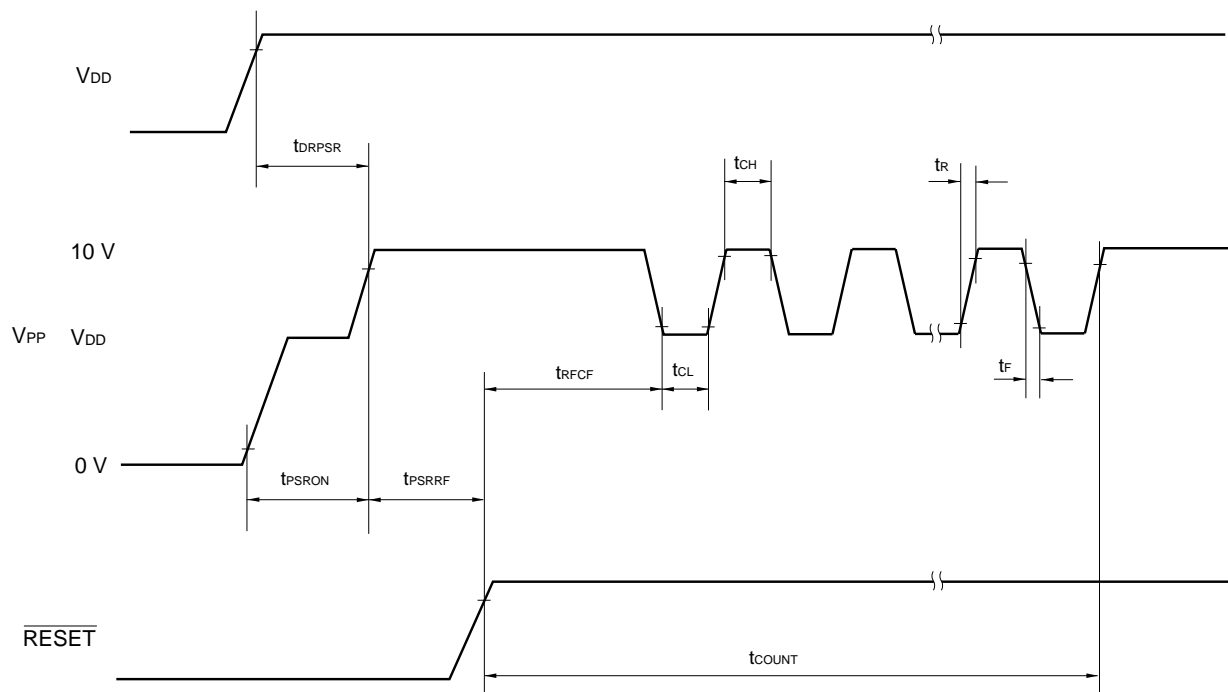 VDD
tDRPSR
tCH
tR
10 V
VPP VDD
tRFCF
tCL
tF
0 V
tPSRON
tPSRRF
RESET
tCOUNT